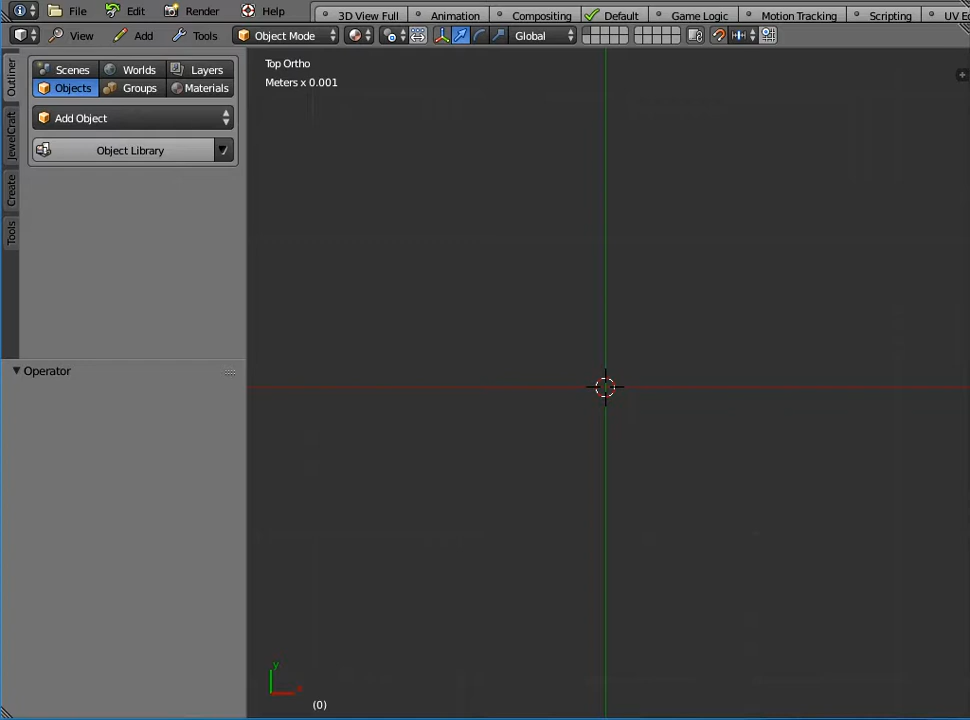 File Edit Render Help 3D View Full Animation Compositing Default Game Logic Motion Tracking Scripting UV Ed
View Add Tools Object Mode Global
Outliner
JewelCraft
Create
Tools
Scenes Worlds Layers
Objects Groups Materials
Add Object
Object Library
Operator
Top Ortho
Meters x 0.001
y
x
(0)